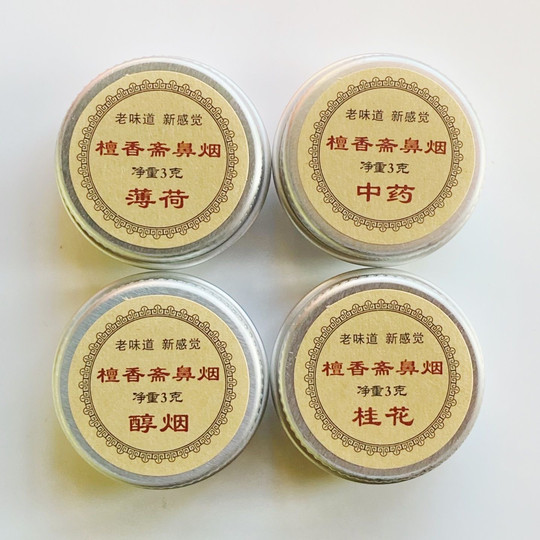 老味道 新感觉
檀香斋鼻烟
净重3克
薄荷
老味道 新感觉
檀香斋鼻烟
净重3克
中药
老味道 新感觉
檀香斋鼻烟
净重3克
醇烟
老味道 新感觉
檀香斋鼻烟
净重3克
桂花